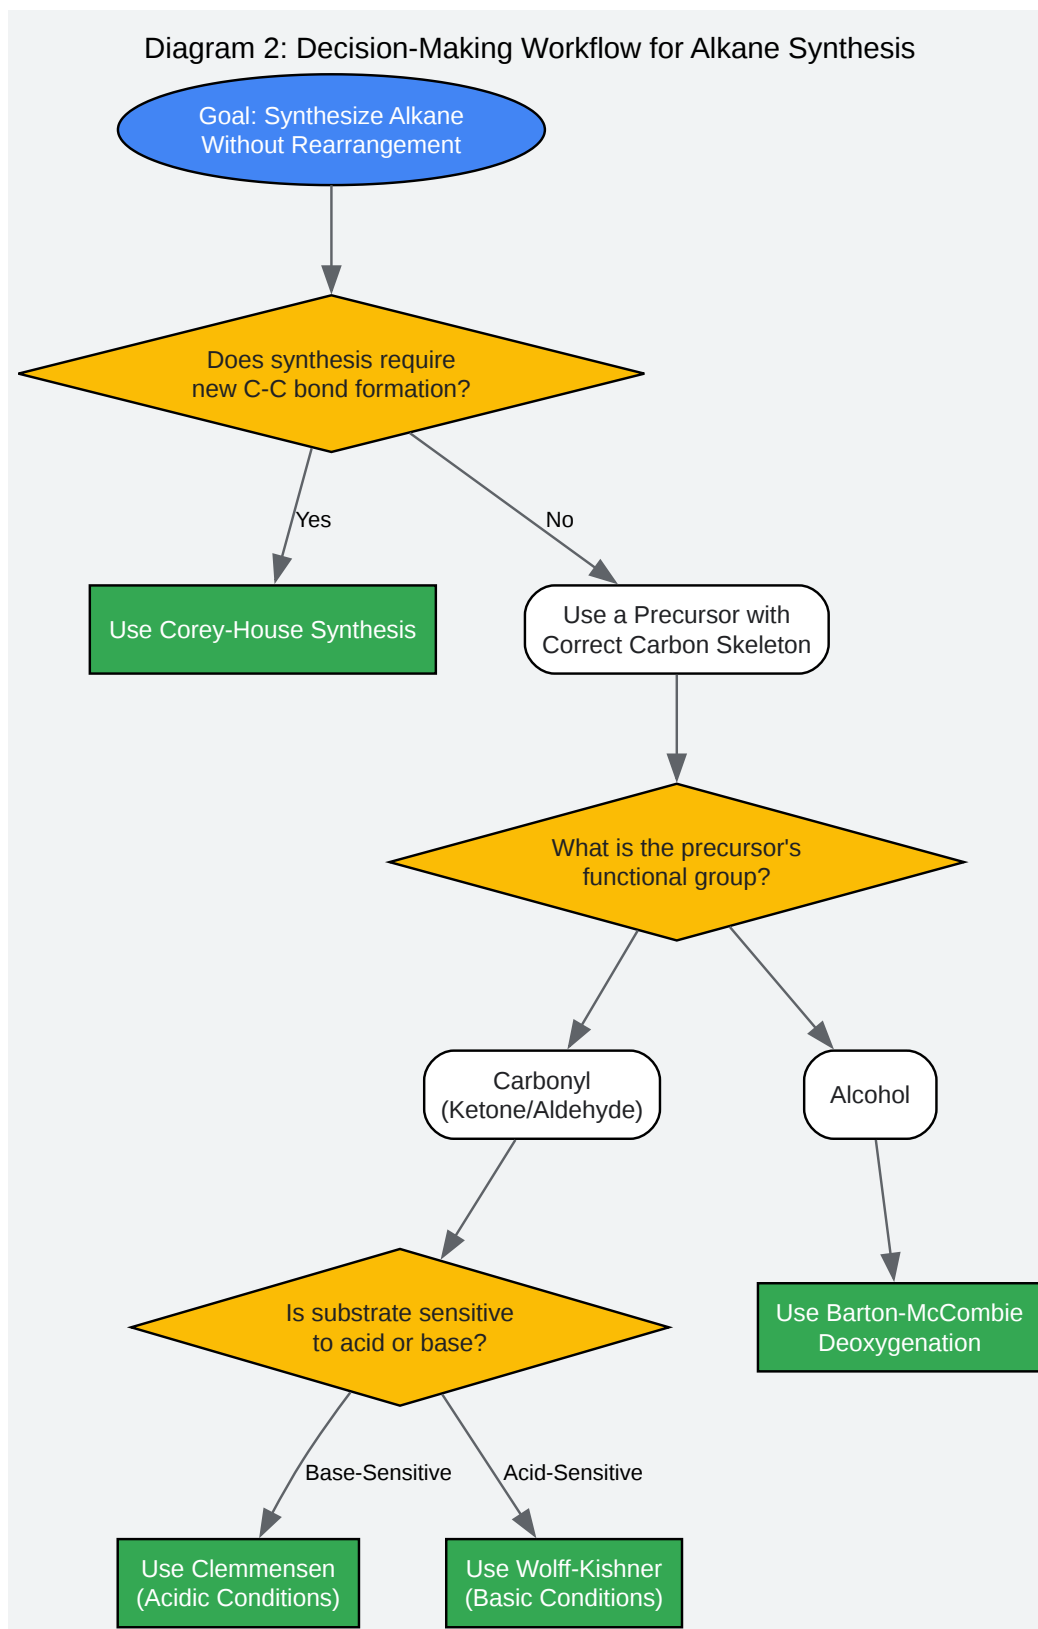 Diagram 2: Decision-Making Workflow for Alkane Synthesis
Goal: Synthesize Alkane
Without Rearrangement
Does synthesis require
new C-C bond formation?
Yes
No
Use Corey-House Synthesis
Use a Precursor with
Correct Carbon Skeleton
What is the precursor's
functional group?
Carbonyl
(Ketone/Aldehyde)
Alcohol
Is substrate sensitive
to acid or base?
Use Barton-McCombie
Deoxygenation
Base-Sensitive
Acid-Sensitive
Use Clemmensen
(Acidic Conditions)
Use Wolff-Kishner
(Basic Conditions)